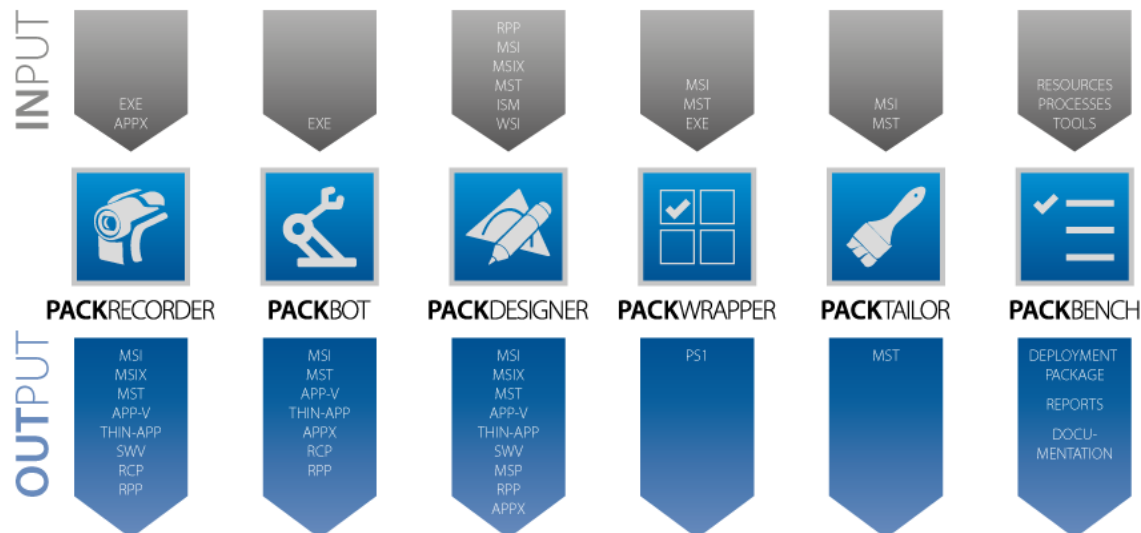 INPUT
EXE
APPX
EXE
RPP
MSI
MSIX
MST
ISM
WSI
MSI
MST
EXE
MSI
MST
RESOURCES
PROCESSES
TOOLS
PACKRECORDER
PACKBOT
PACKDESIGNER
PACKWRAPPER
PACKTAILOR
PACKBENCH
OUTPUT
MSI
MSIX
MST
APP-V
THIN-APP
SWV
RCP
RPP
MSI
MST
APP-V
THIN-APP
APPX
RCP
RPP
MSI
MSIX
MST
APP-V
THIN-APP
SWV
MSP
RPP
APPX
PS1
MST
DEPLOYMENT
PACKAGE
REPORTS
DOCU-
MENTATION